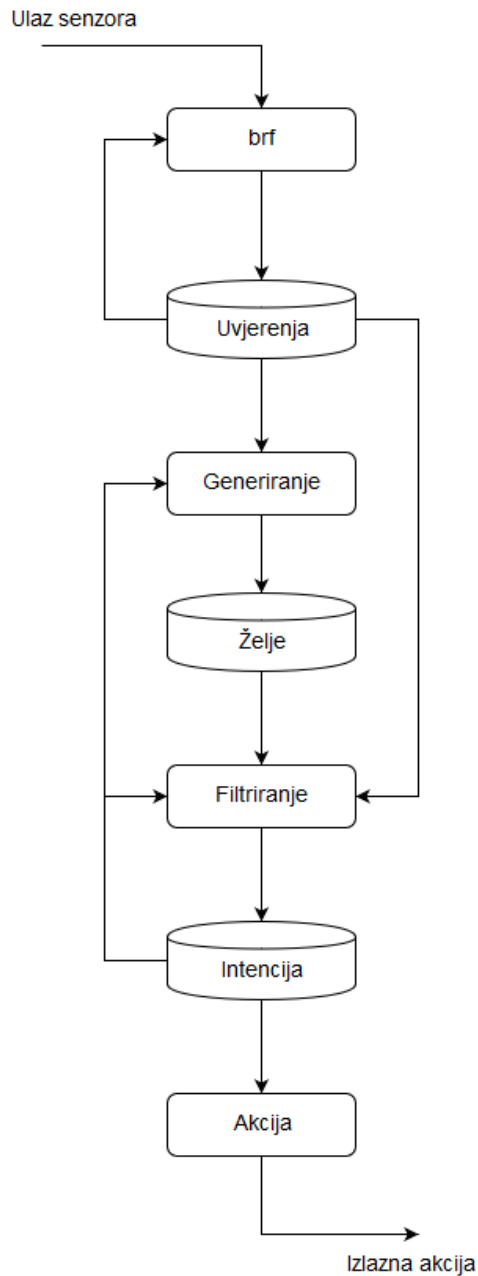 Ulaz senzora
brf
Uvjerenja
Generiranje
Želje
Filtriranje
Intencija
Akcija
Izlazna akcija